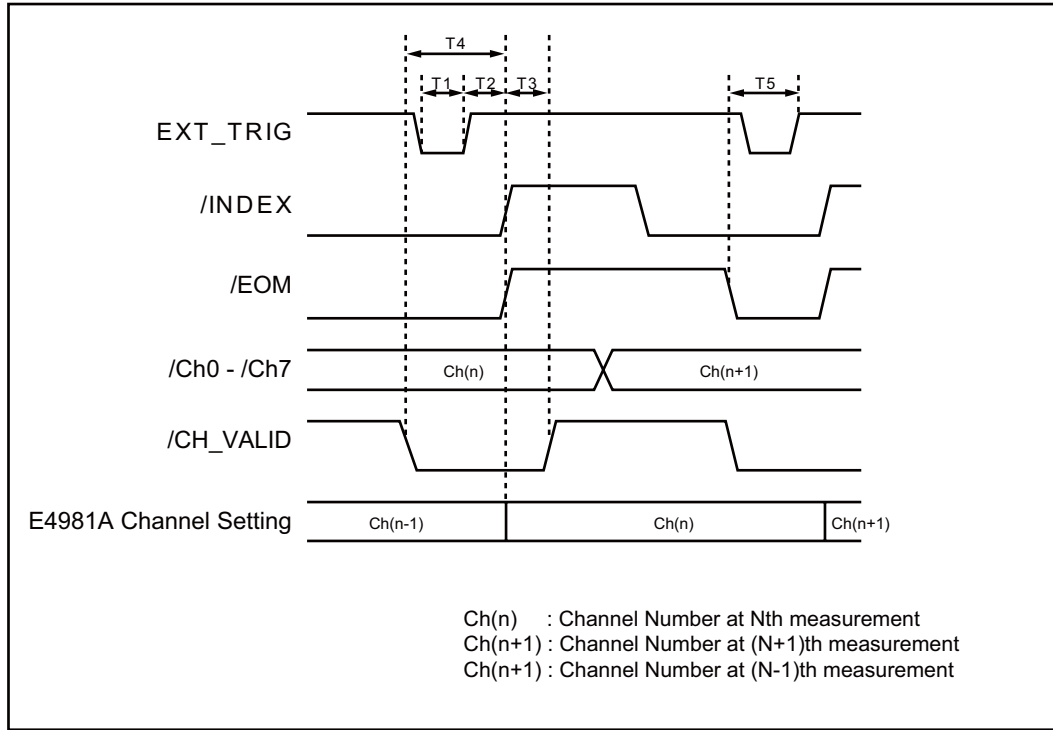 T4
T1 T2 T3 T5
EXT_TRIG
/INDEX
/EOM
/Ch0 - /Ch7 Ch(n) Ch(n+1)
/CH_VALID
E4981A Channel Setting Ch(n-1) Ch(n) Ch(n+1)
Ch(n) : Channel Number at Nth measurement
Ch(n+1) : Channel Number at (N+1)th measurement
Ch(n+1) : Channel Number at (N-1)th measurement